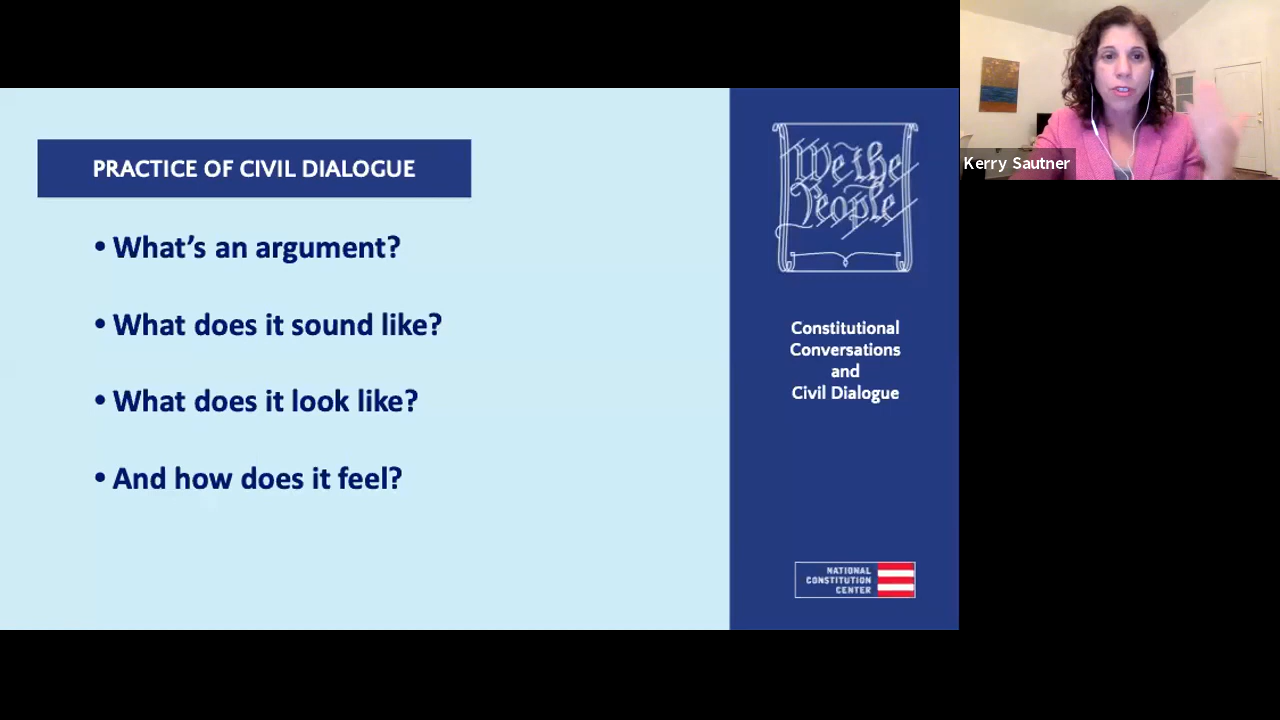 PRACTICE OF CIVIL DIALOGUE
• What's an argument?
• What does it sound like?
• What does it look like?
• And how does it feel?
We the
People
Constitutional
Conversations
and
Civil Dialogue
NATIONAL
CONSTITUTION
CENTER
Kerry Sautner